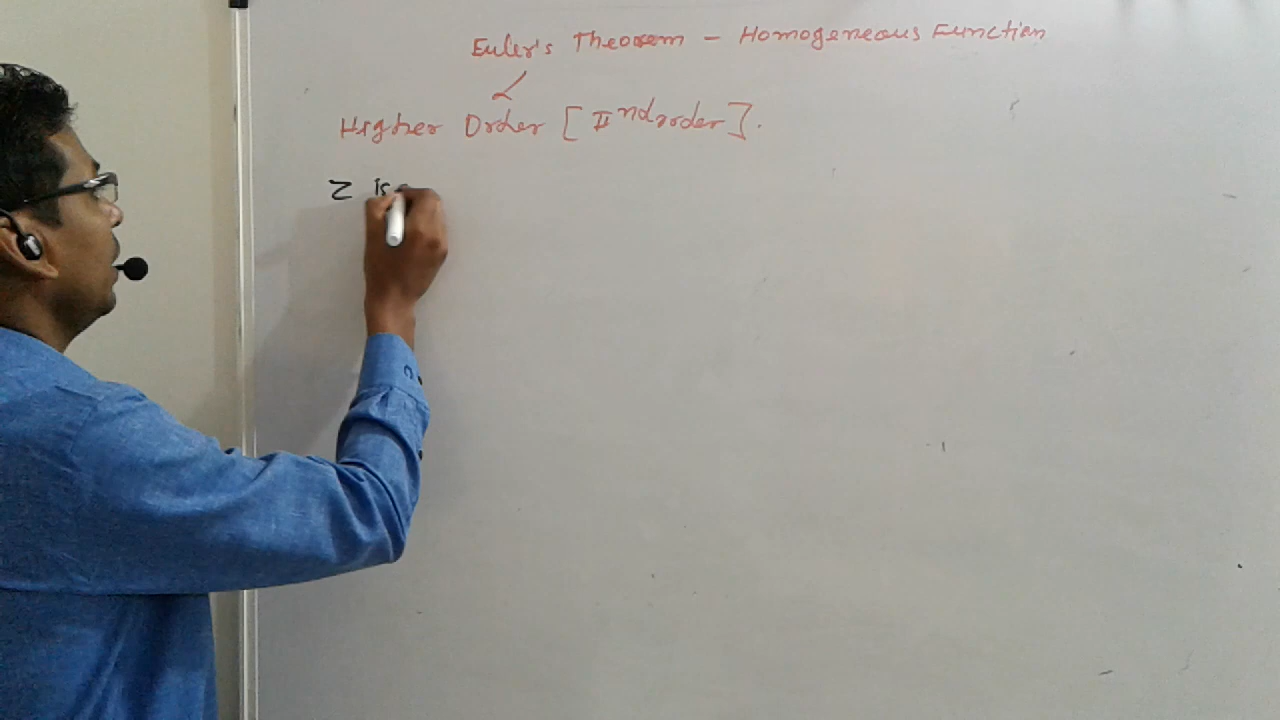 Euler's Theorem - Homogeneous Function
Higher Order [IInd order].
Z is